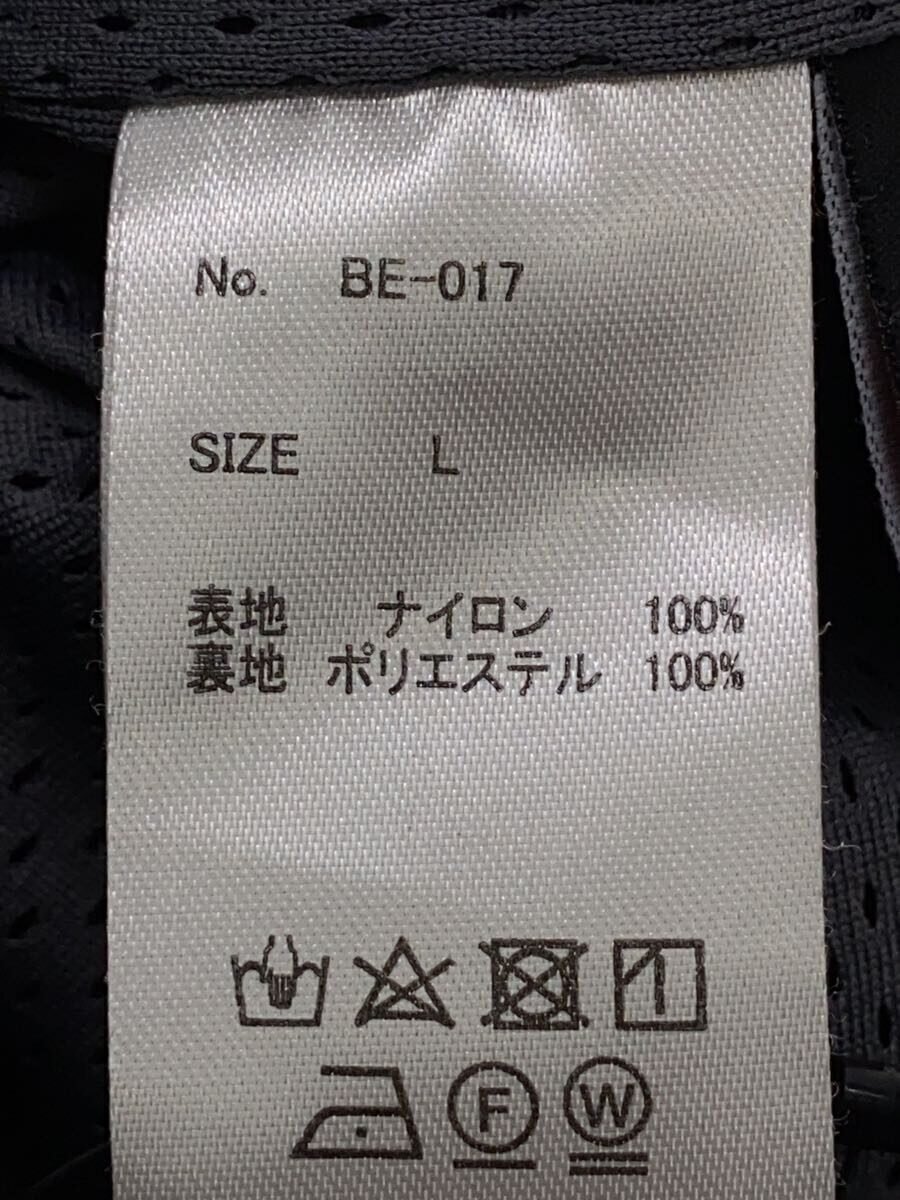 No. BE-017
SIZE L
表地 ナイロン 100%
裏地 ポリエステル 100%
F W